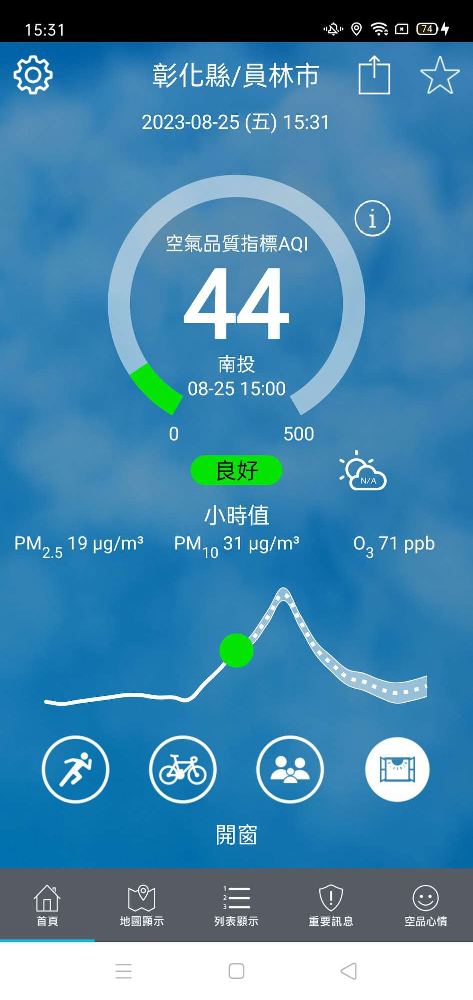 15:31
74
彰化縣/員林市
2023-08-25 (五) 15:31
i
空氣品質指標AQI
44
南投
08-25 15:00
0
500
良好
N/A
小時值
PM2.5 19 μg/m³
PM10 31 μg/m³
O3 71 ppb
開窗
1
2
3
首頁
地圖顯示
列表顯示
重要訊息
空品心情